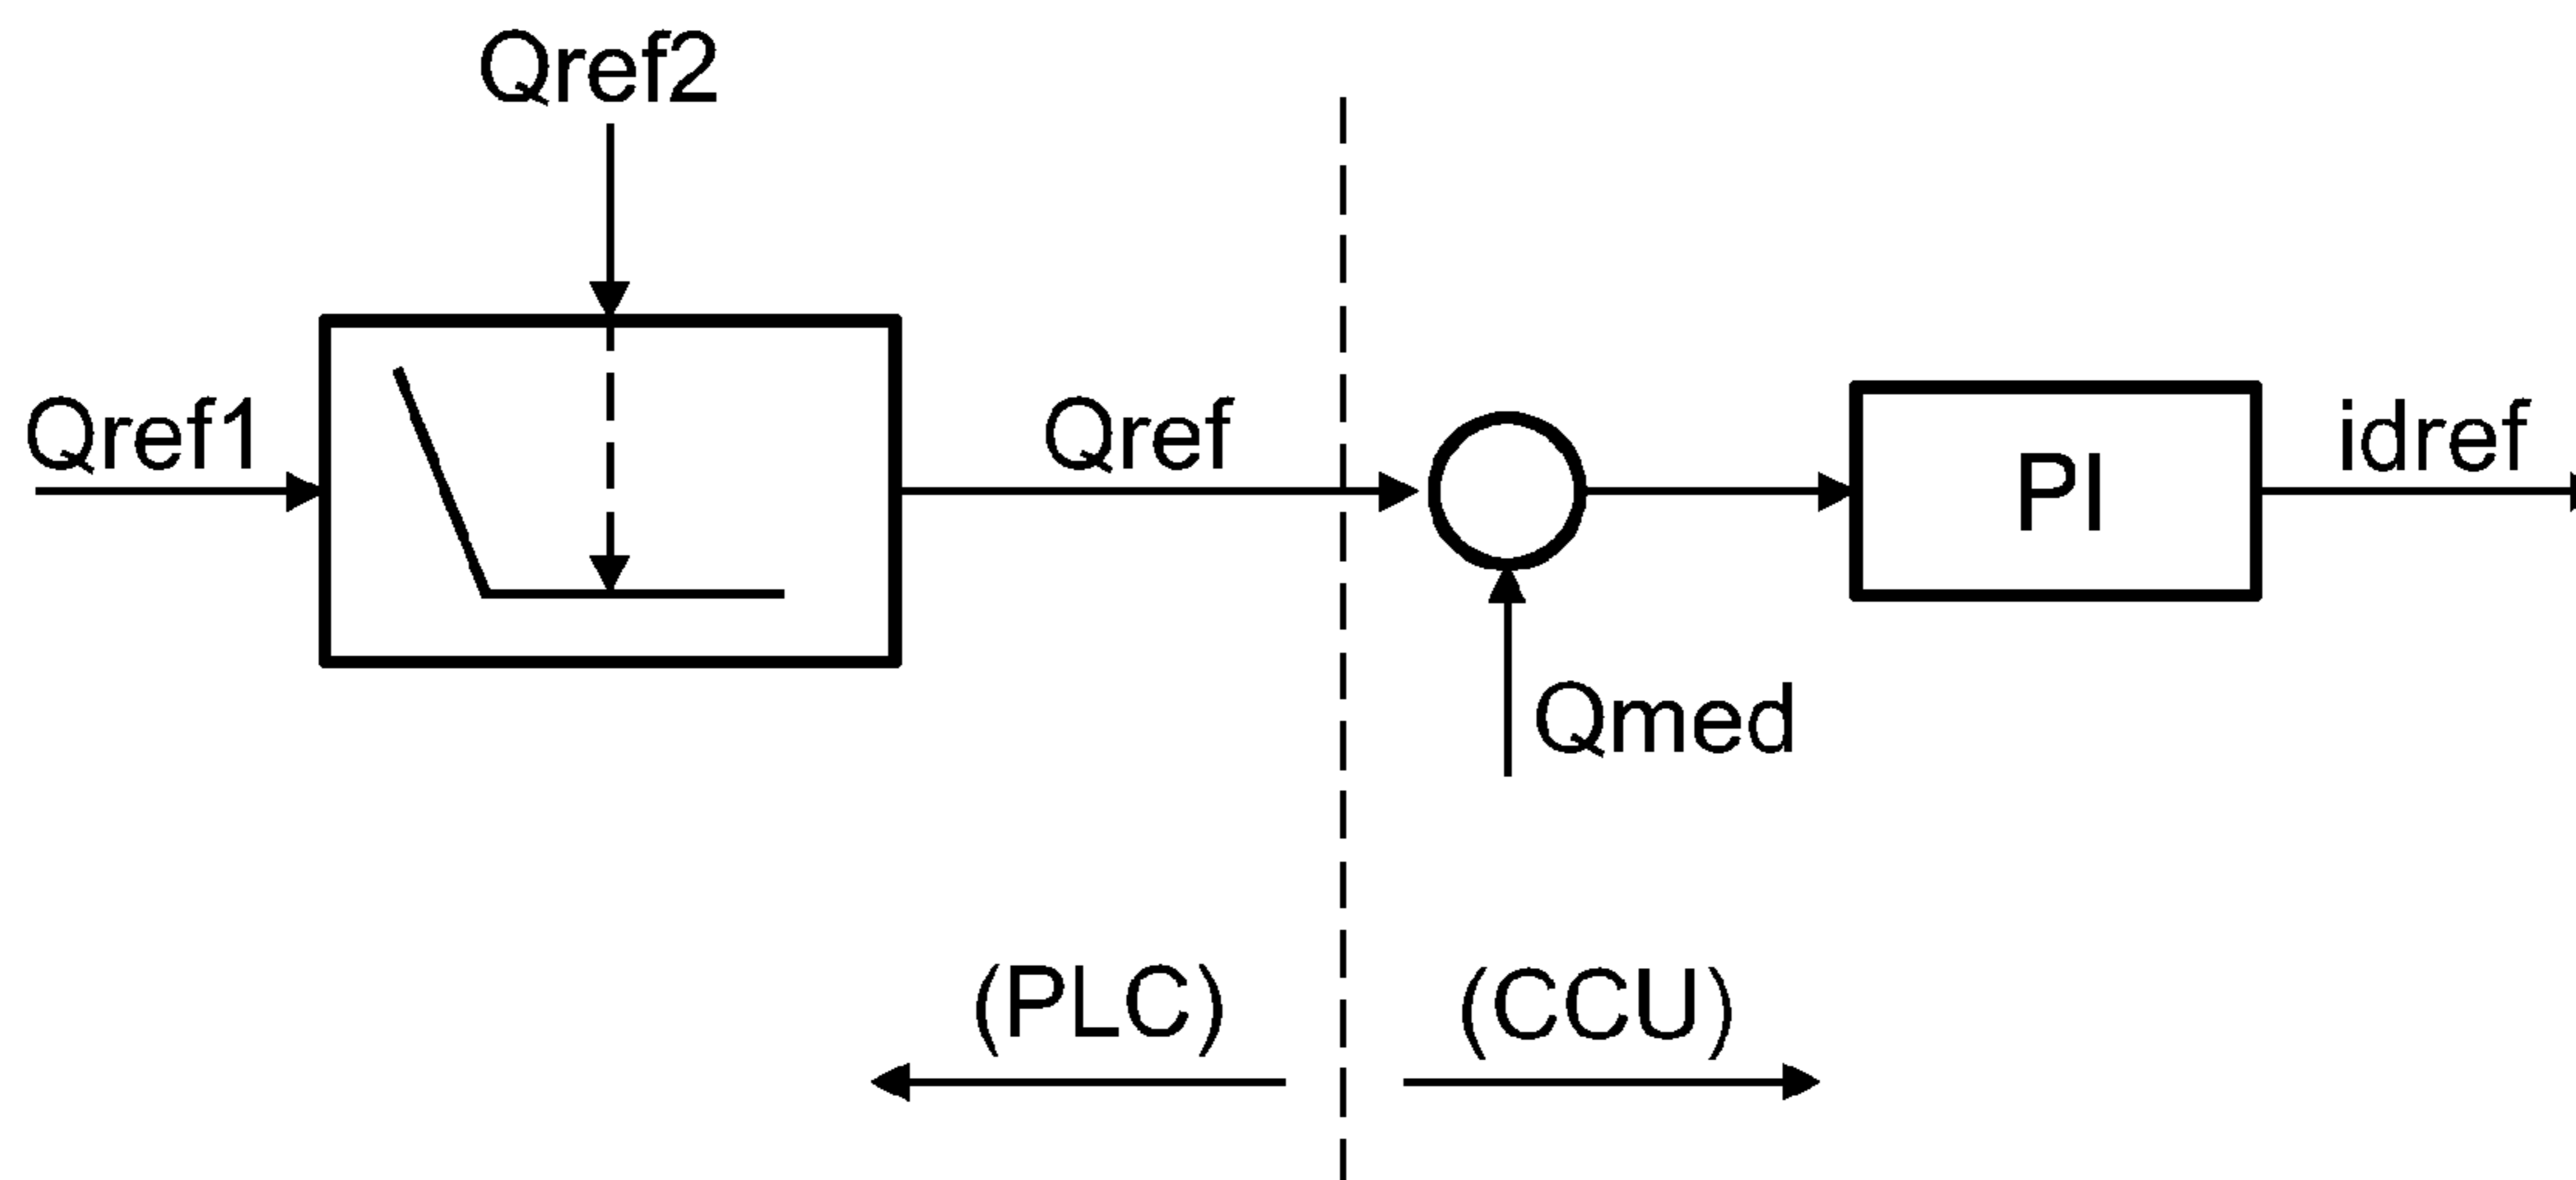 Qref2
Qref1
Qref
idref
PI
Qmed
(PLC)
(CCU)